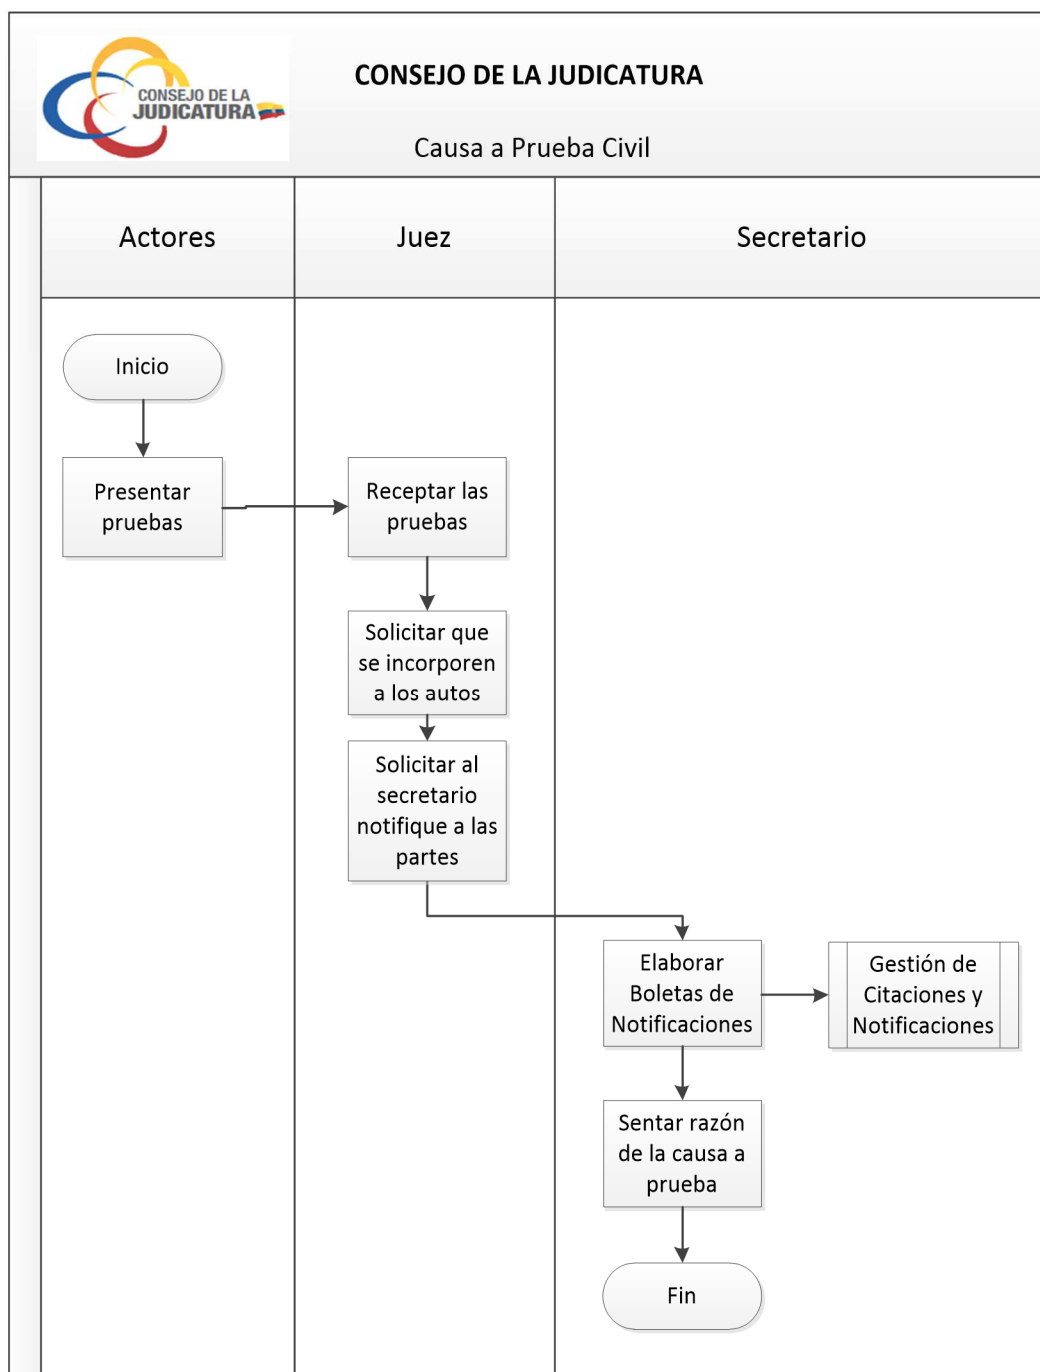 CONSEJO DE LA
JUDICATURA
CONSEJO DE LA JUDICATURA
Causa a Prueba Civil
Actores
Juez
Secretario
Inicio
Presentar
pruebas
Receptar las
pruebas
Solicitar que
se incorporen
a los autos
Solicitar al
secretario
notifique a las
partes
Elaborar
Boletas de
Notificaciones
Gestión de
Citaciones y
Notificaciones
Sentar razón
de la causa a
prueba
Fin